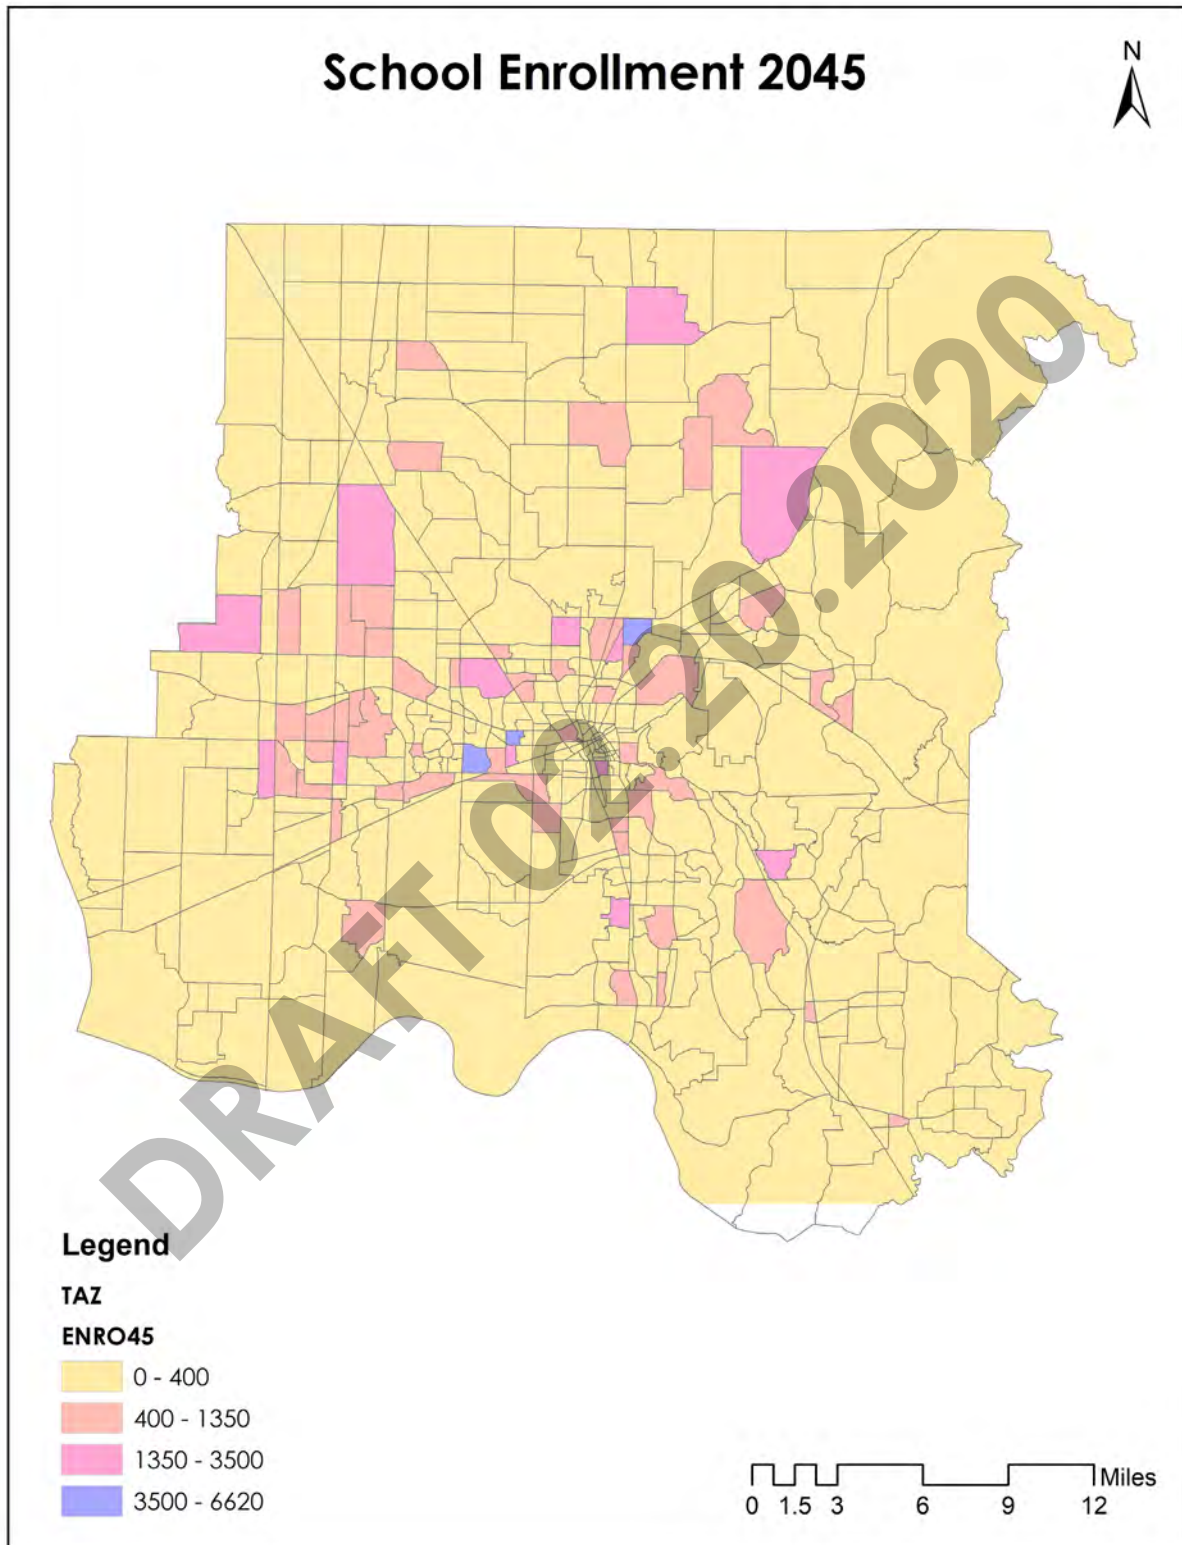 School Enrollment 2045
N
DRAFT 02.20.2020
Legend
TAZ
ENRO45
0 - 400
400 - 1350
1350 - 3500
3500 - 6620
Miles
0 1.5 3 6 9 12